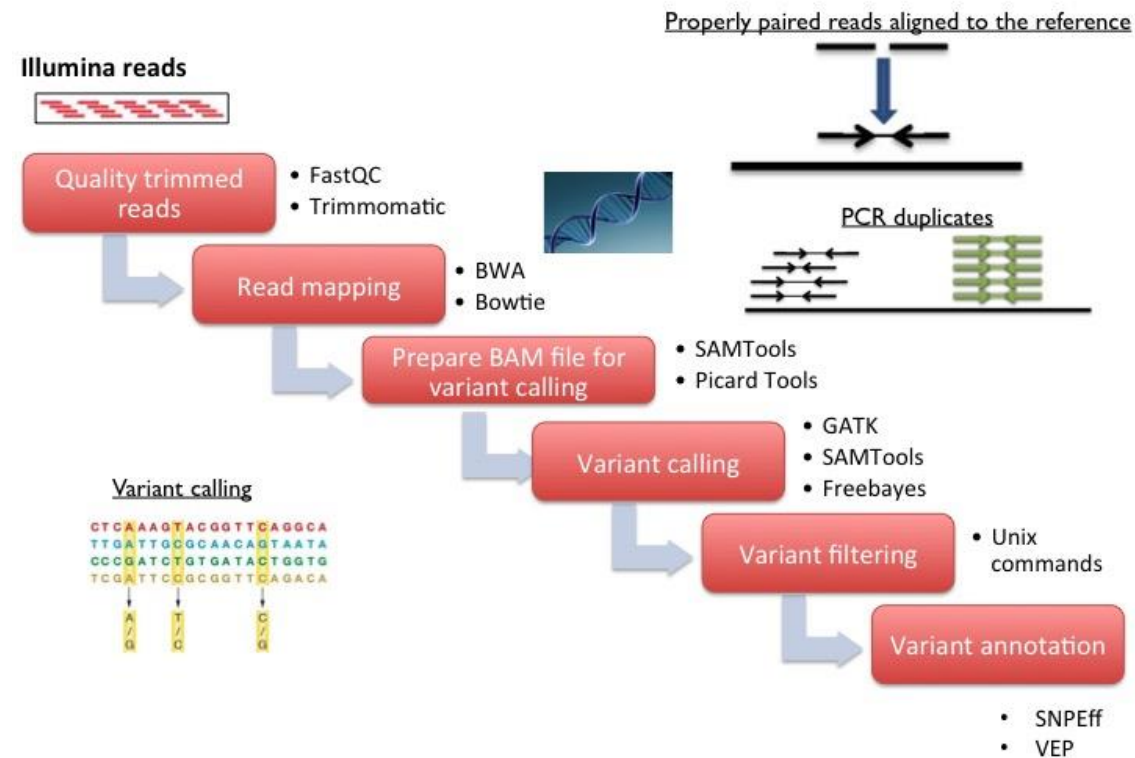 Properly paired reads aligned to the reference
Illumina reads
Quality trimmed
reads
• FastQC
• Trimmomatic
PCR duplicates
Read mapping
• BWA
• Bowtie
Prepare BAM file for
variant calling
• SAMTools
• Picard Tools
Variant calling
• GATK
• SAMTools
• Freebayes
Variant calling
CTCAAAGTACGGTTCAGGCA
TTGATTGCGCAACAGTAATA
CCCGATCTGTGATACTGGTG
TCGATTCCGCGGTTCAGACA
A/G
T/C
C/G
Variant filtering
• Unix
commands
Variant annotation
• SNPEff
• VEP